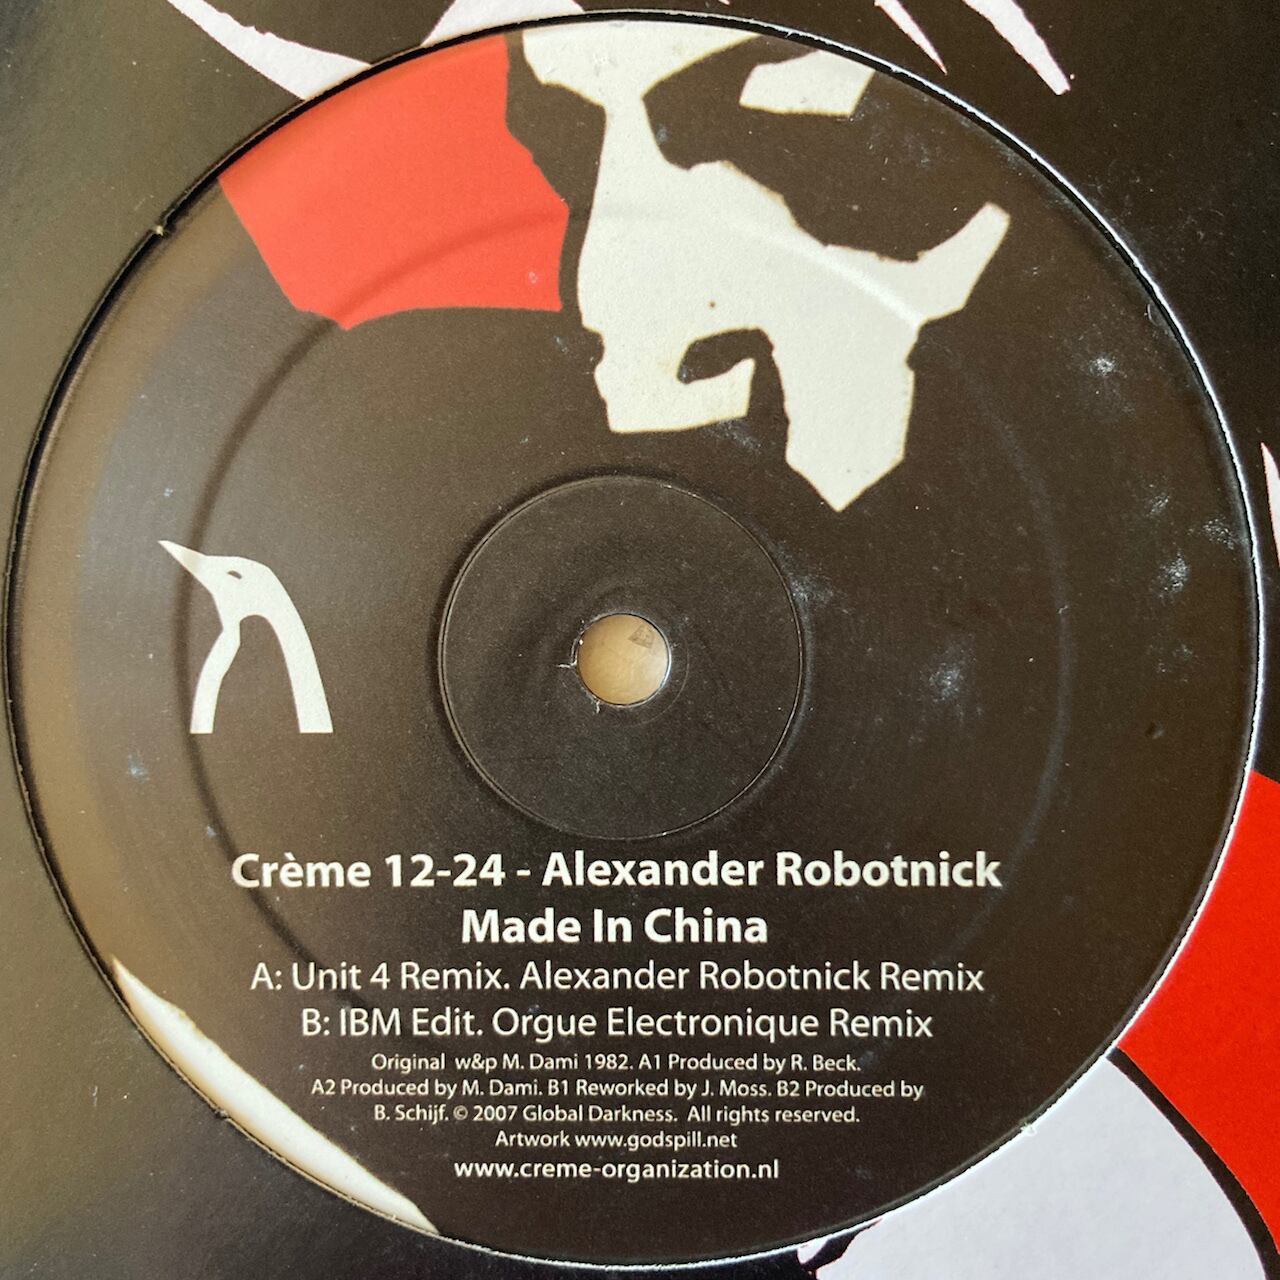 Crème 12-24 - Alexander Robotnick
Made In China
A: Unit 4 Remix. Alexander Robotnick Remix
B: IBM Edit. Orgue Electronique Remix
Original w&p M. Dami 1982. A1 Produced by R. Beck.
A2 Produced by M. Dami. B1 Reworked by J. Moss. B2 Produced by
B. Schijf. © 2007 Global Darkness. All rights reserved.
Artwork www.godspill.net
www.creme-organization.nl